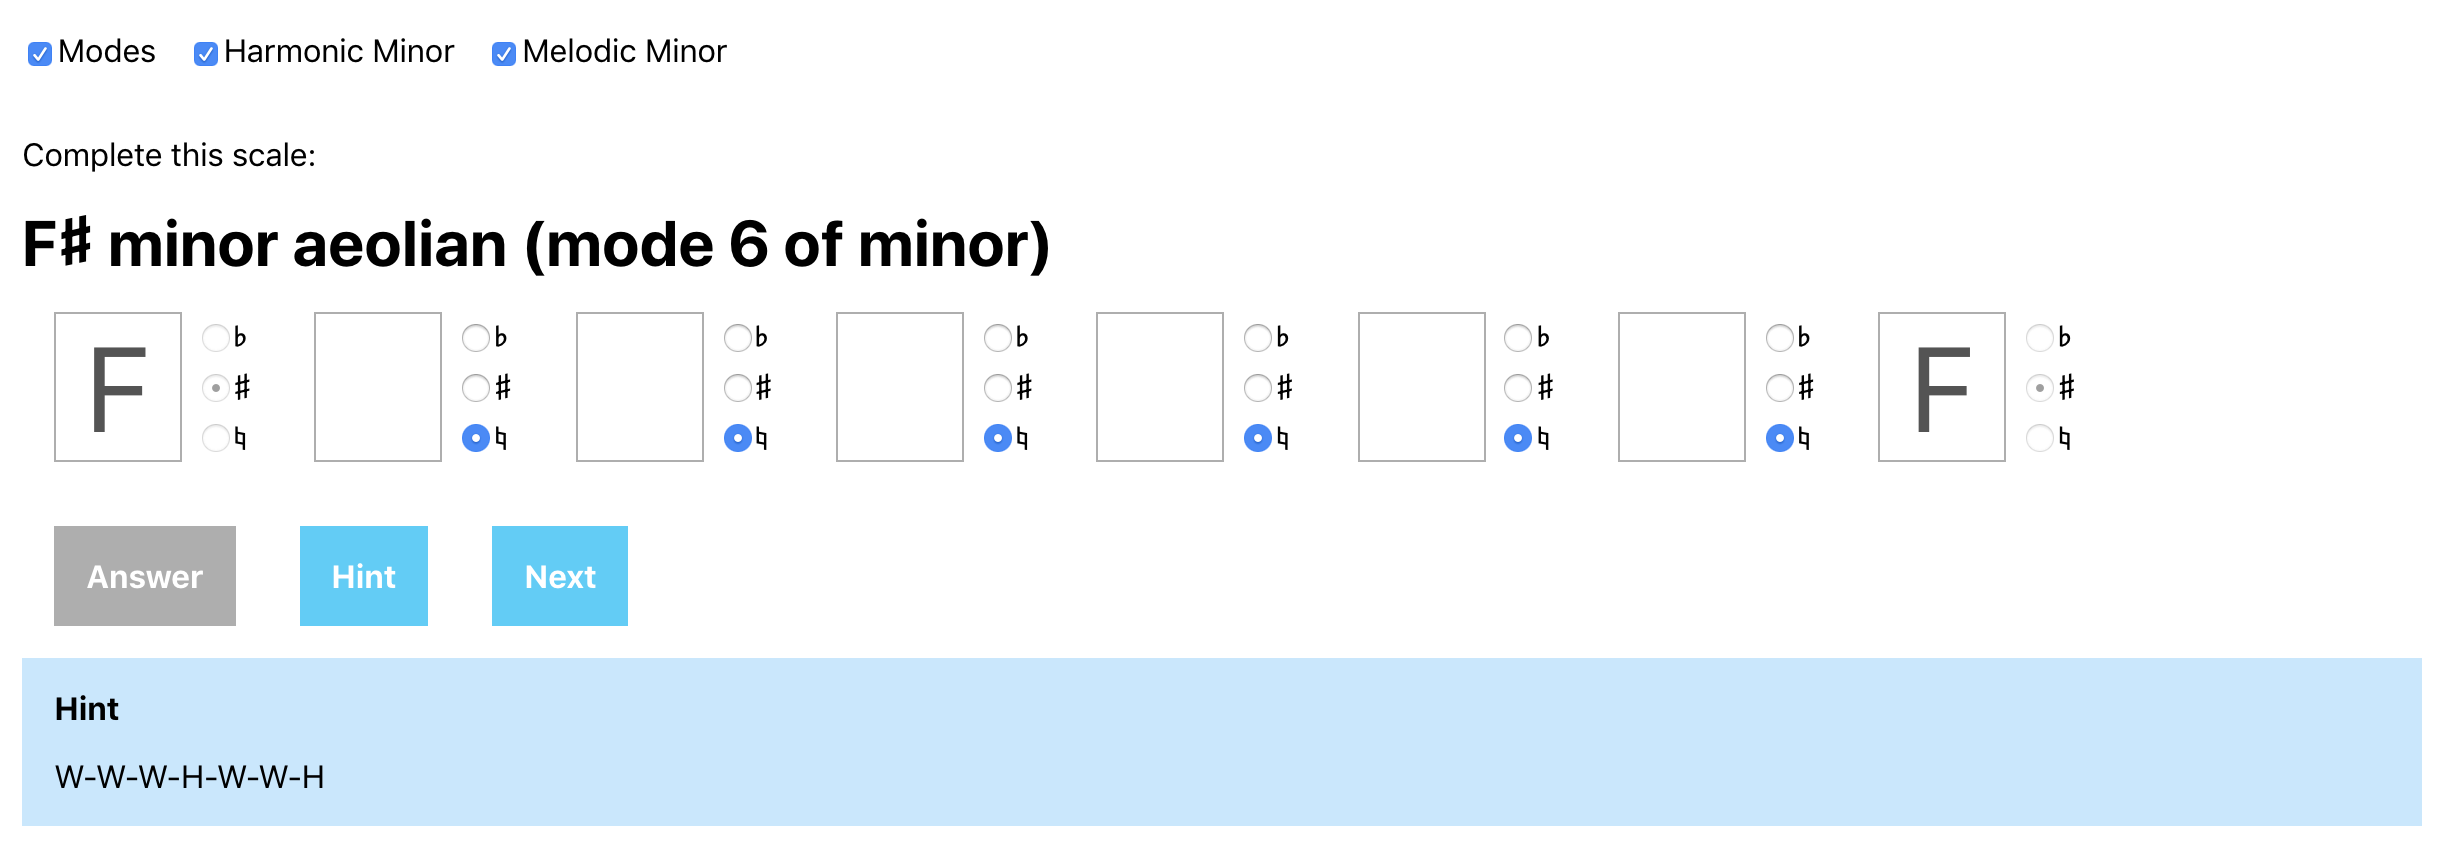 Modes Harmonic Minor Melodic Minor
Complete this scale:
F♯ minor aeolian (mode 6 of minor)
♭ ♭ ♭ ♭ ♭ ♭ ♭ ♭
F ♯ ♯ ♯ ♯ ♯ ♯ ♯ F ♯
♮ ♮ ♮ ♮ ♮ ♮ ♮ ♮
Answer Hint Next
Hint
W-W-W-H-W-W-H